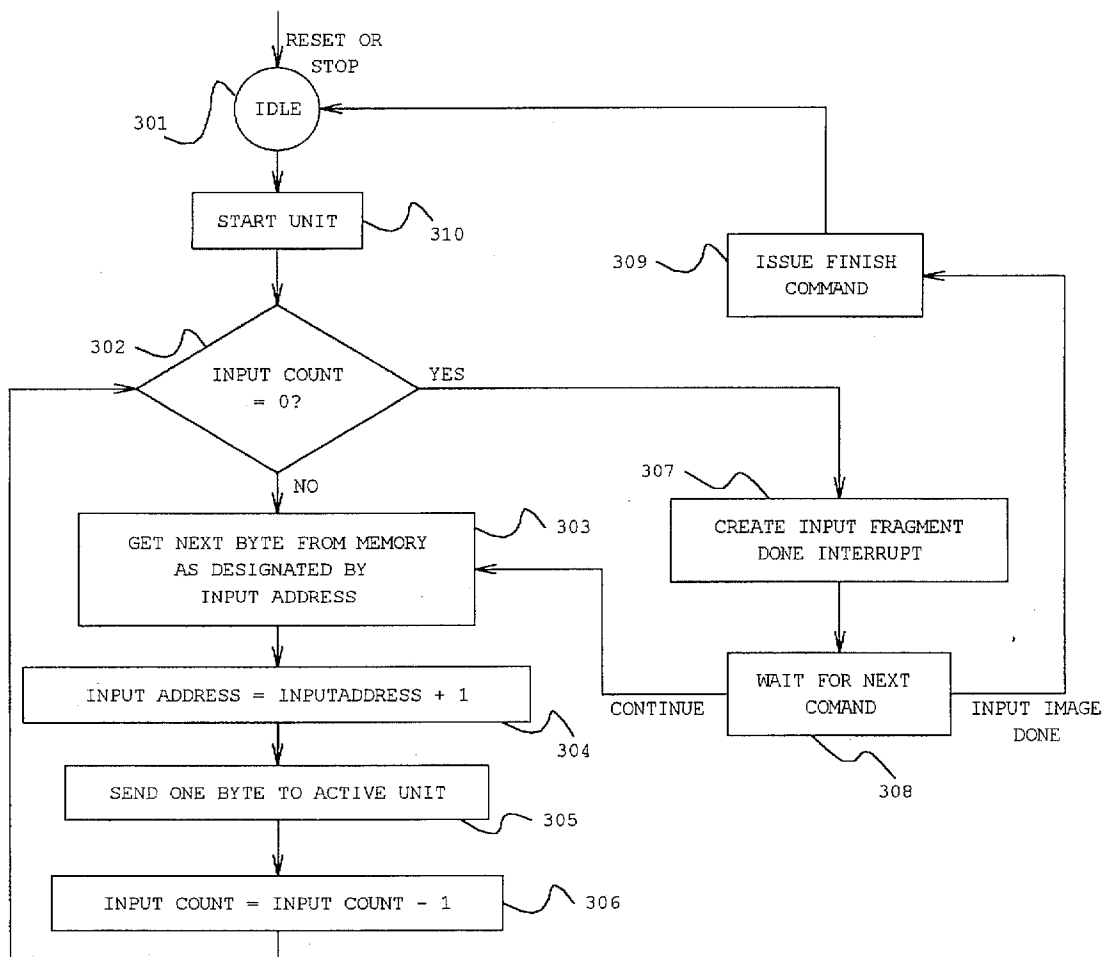 RESET OR
STOP
IDLE
301
START UNIT
310
309
ISSUE FINISH
COMMAND
302
INPUT COUNT
= 0?
YES
NO
307
CREATE INPUT FRAGMENT
DONE INTERRUPT
303
GET NEXT BYTE FROM MEMORY
AS DESIGNATED BY
INPUT ADDRESS
WAIT FOR NEXT
COMAND
CONTINUE
INPUT IMAGE
DONE
308
INPUT ADDRESS = INPUTADDRESS + 1
304
SEND ONE BYTE TO ACTIVE UNIT
305
INPUT COUNT = INPUT COUNT - 1
306